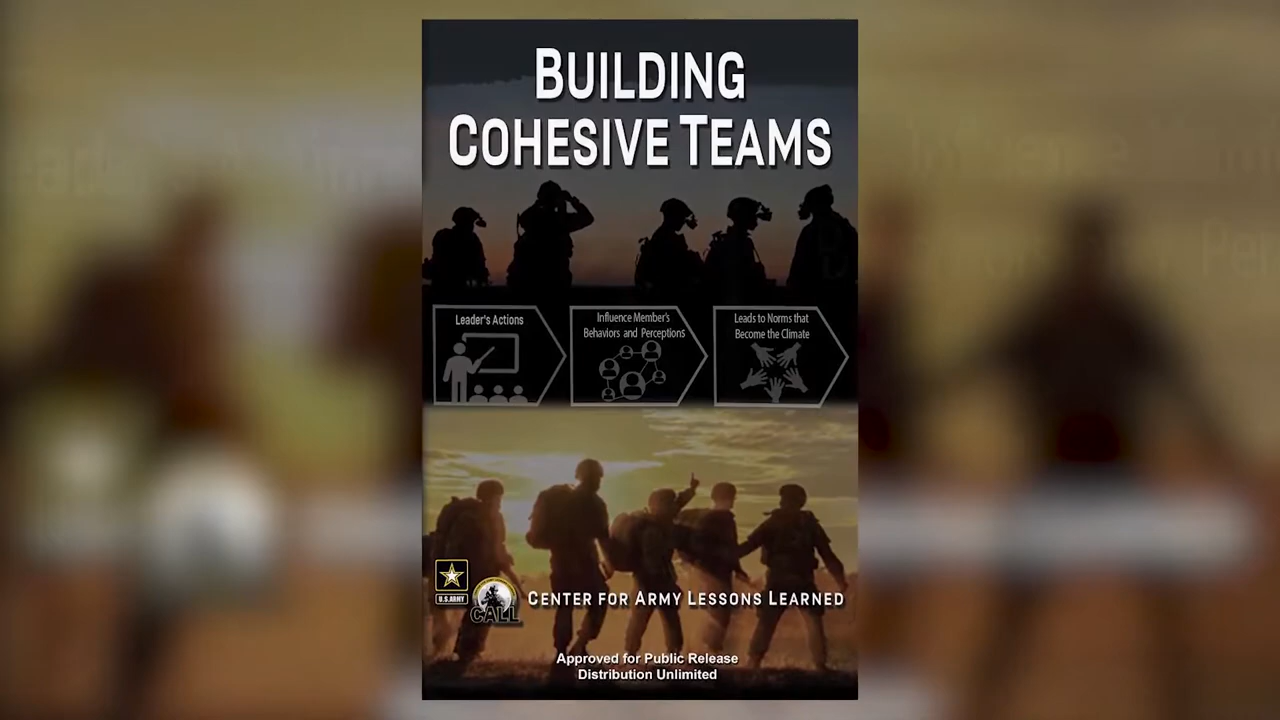 BUILDING
COHESIVE TEAMS
Leader's Actions
Influence Member's
Behaviors and Perceptions
Leads to Norms that
Become the Climate
U.S.ARMY
CALL
CENTER FOR ARMY LESSONS LEARNED
Approved for Public Release
Distribution Unlimited